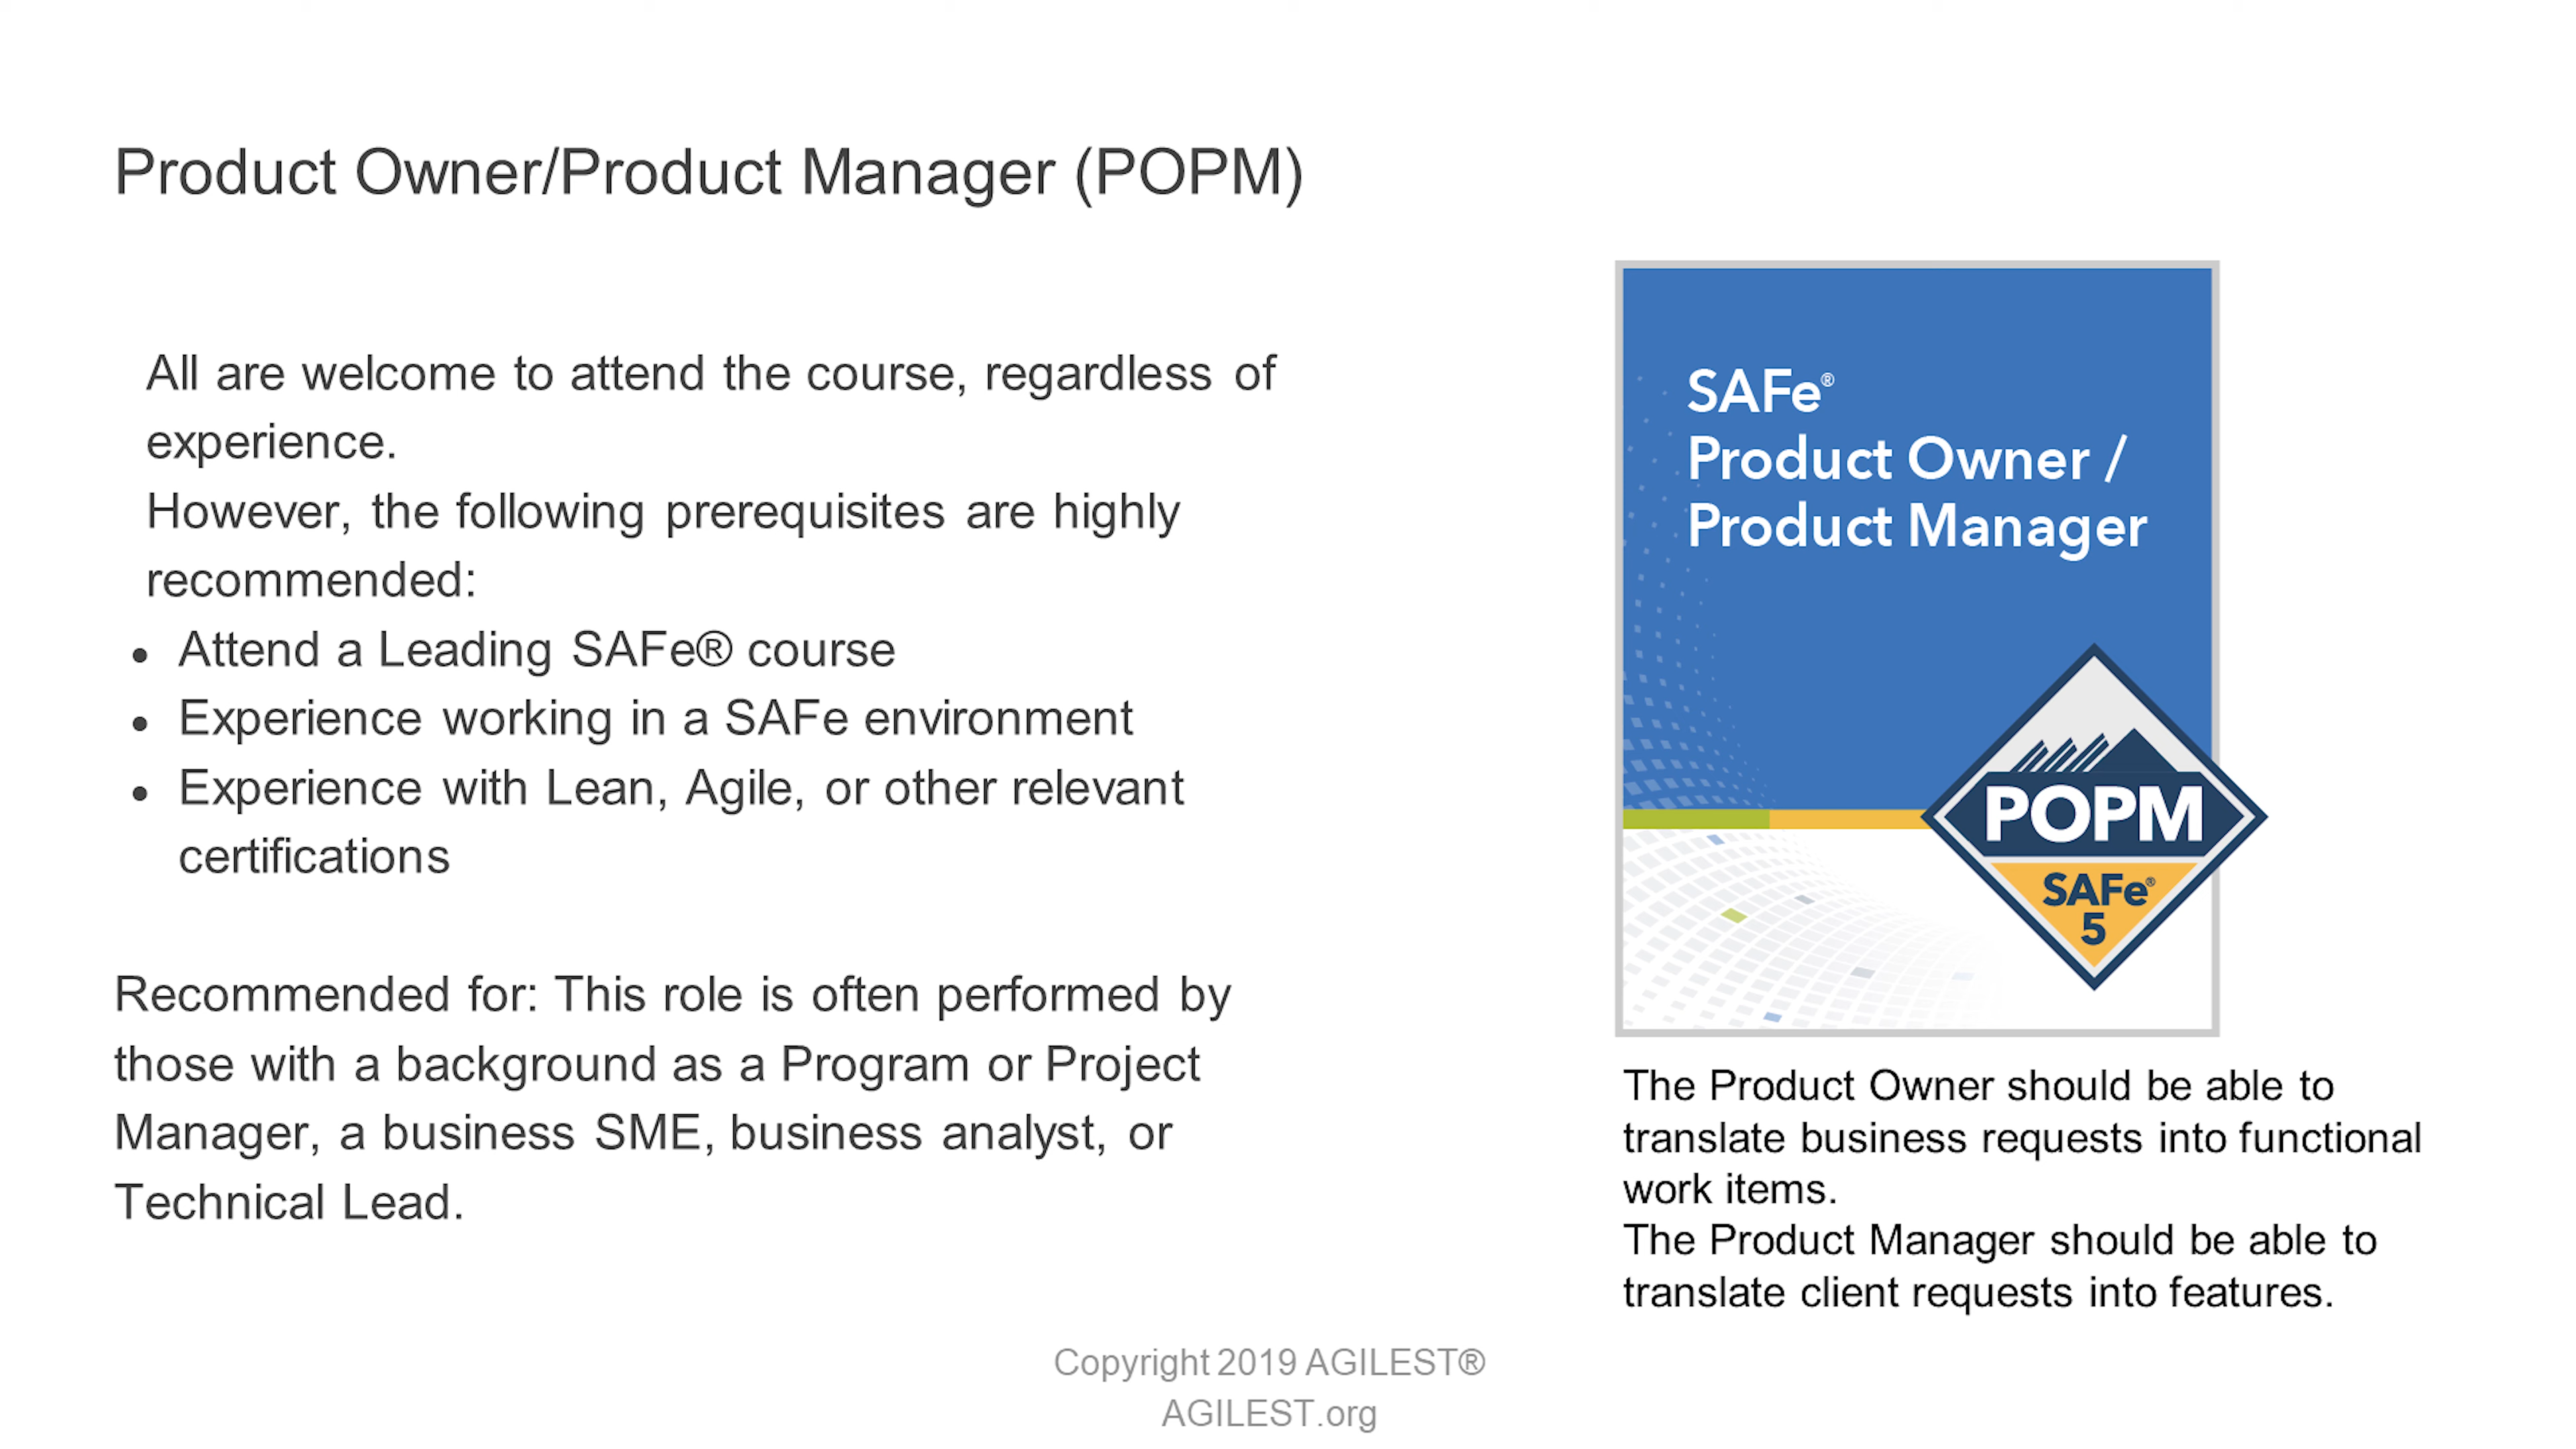 Product Owner/Product Manager (POPM)
All are welcome to attend the course, regardless of
experience.
However, the following prerequisites are highly
recommended:
• Attend a Leading SAFe® course
• Experience working in a SAFe environment
• Experience with Lean, Agile, or other relevant
certifications
Recommended for: This role is often performed by
those with a background as a Program or Project
Manager, a business SME, business analyst, or
Technical Lead.
SAFe®
Product Owner /
Product Manager
POPM
SAFe®
5
The Product Owner should be able to
translate business requests into functional
work items.
The Product Manager should be able to
translate client requests into features.
Copyright 2019 AGILEST®
AGILEST.org